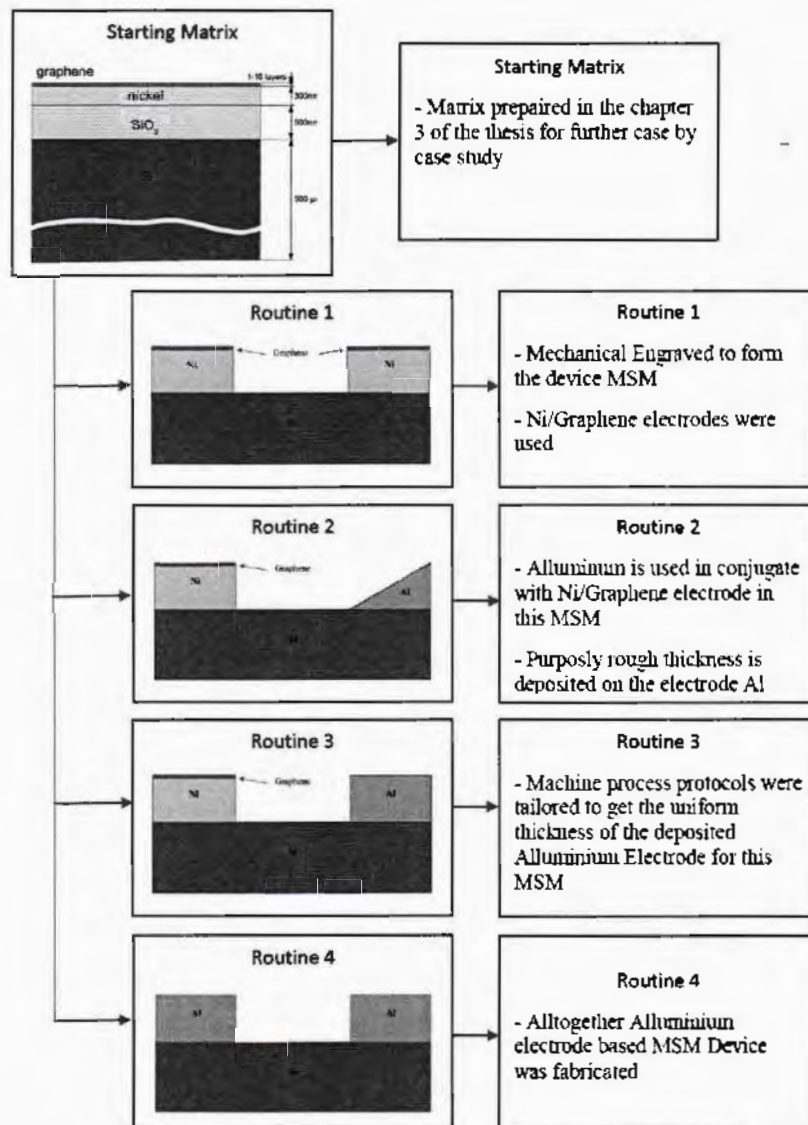 Starting Matrix
graphene
1-10 layers
nickel
300nm
SiO2
500nm
Starting Matrix
- Matrix prepaired in the chapter
3 of the thesis for further case by
case study
Routine 1
Graphene
Ni
Ni
Routine 1
- Mechanical Engraved to form
the device MSM
- Ni/Graphene electrodes were
used
Routine 2
Graphene
Ni
Al
Routine 2
- Alluminum is used in conjugate
with Ni/Graphene electrode in
this MSM
- Purposly rough thickness is
deposited on the electrode Al
Routine 3
Graphene
Ni
Al
Routine 3
- Machine process protocols were
tailored to get the uniform
thickness of the deposited
Alluminium Electrode for this
MSM
Routine 4
Al
Al
Routine 4
- Alltogether Alluminium
electrode based MSM Device
was fabricated